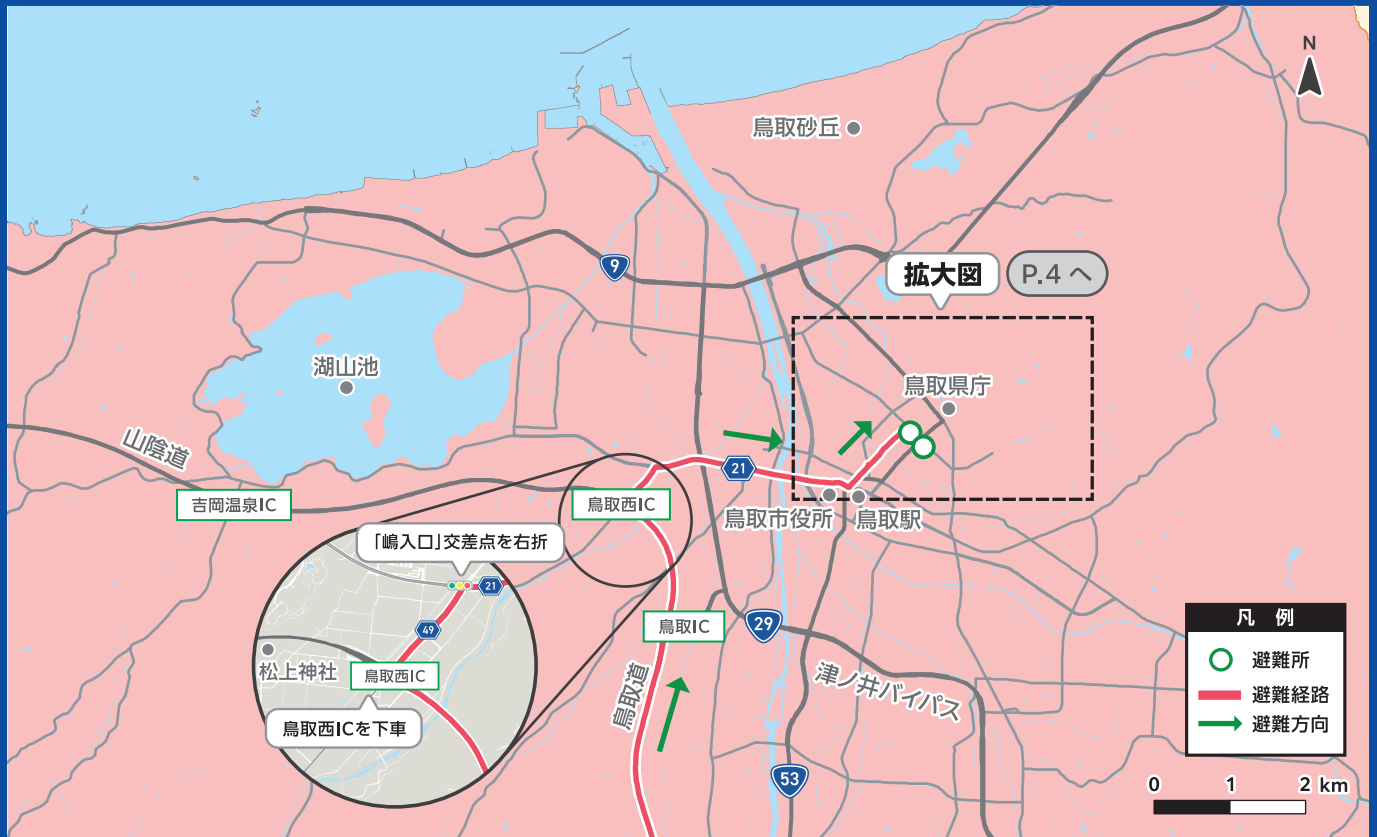 N
鳥取砂丘
9
拡大図
P.4 へ
湖山池
鳥取県庁
山陰道
21
吉岡温泉IC
鳥取西IC
鳥取市役所
鳥取駅
「嶋入口」交差点を右折
21
49
松上神社
鳥取西IC
鳥取西ICを下車
鳥取IC
29
鳥取道
津ノ井バイパス
53
凡 例
避難所
避難経路
避難方向
0 1 2 km